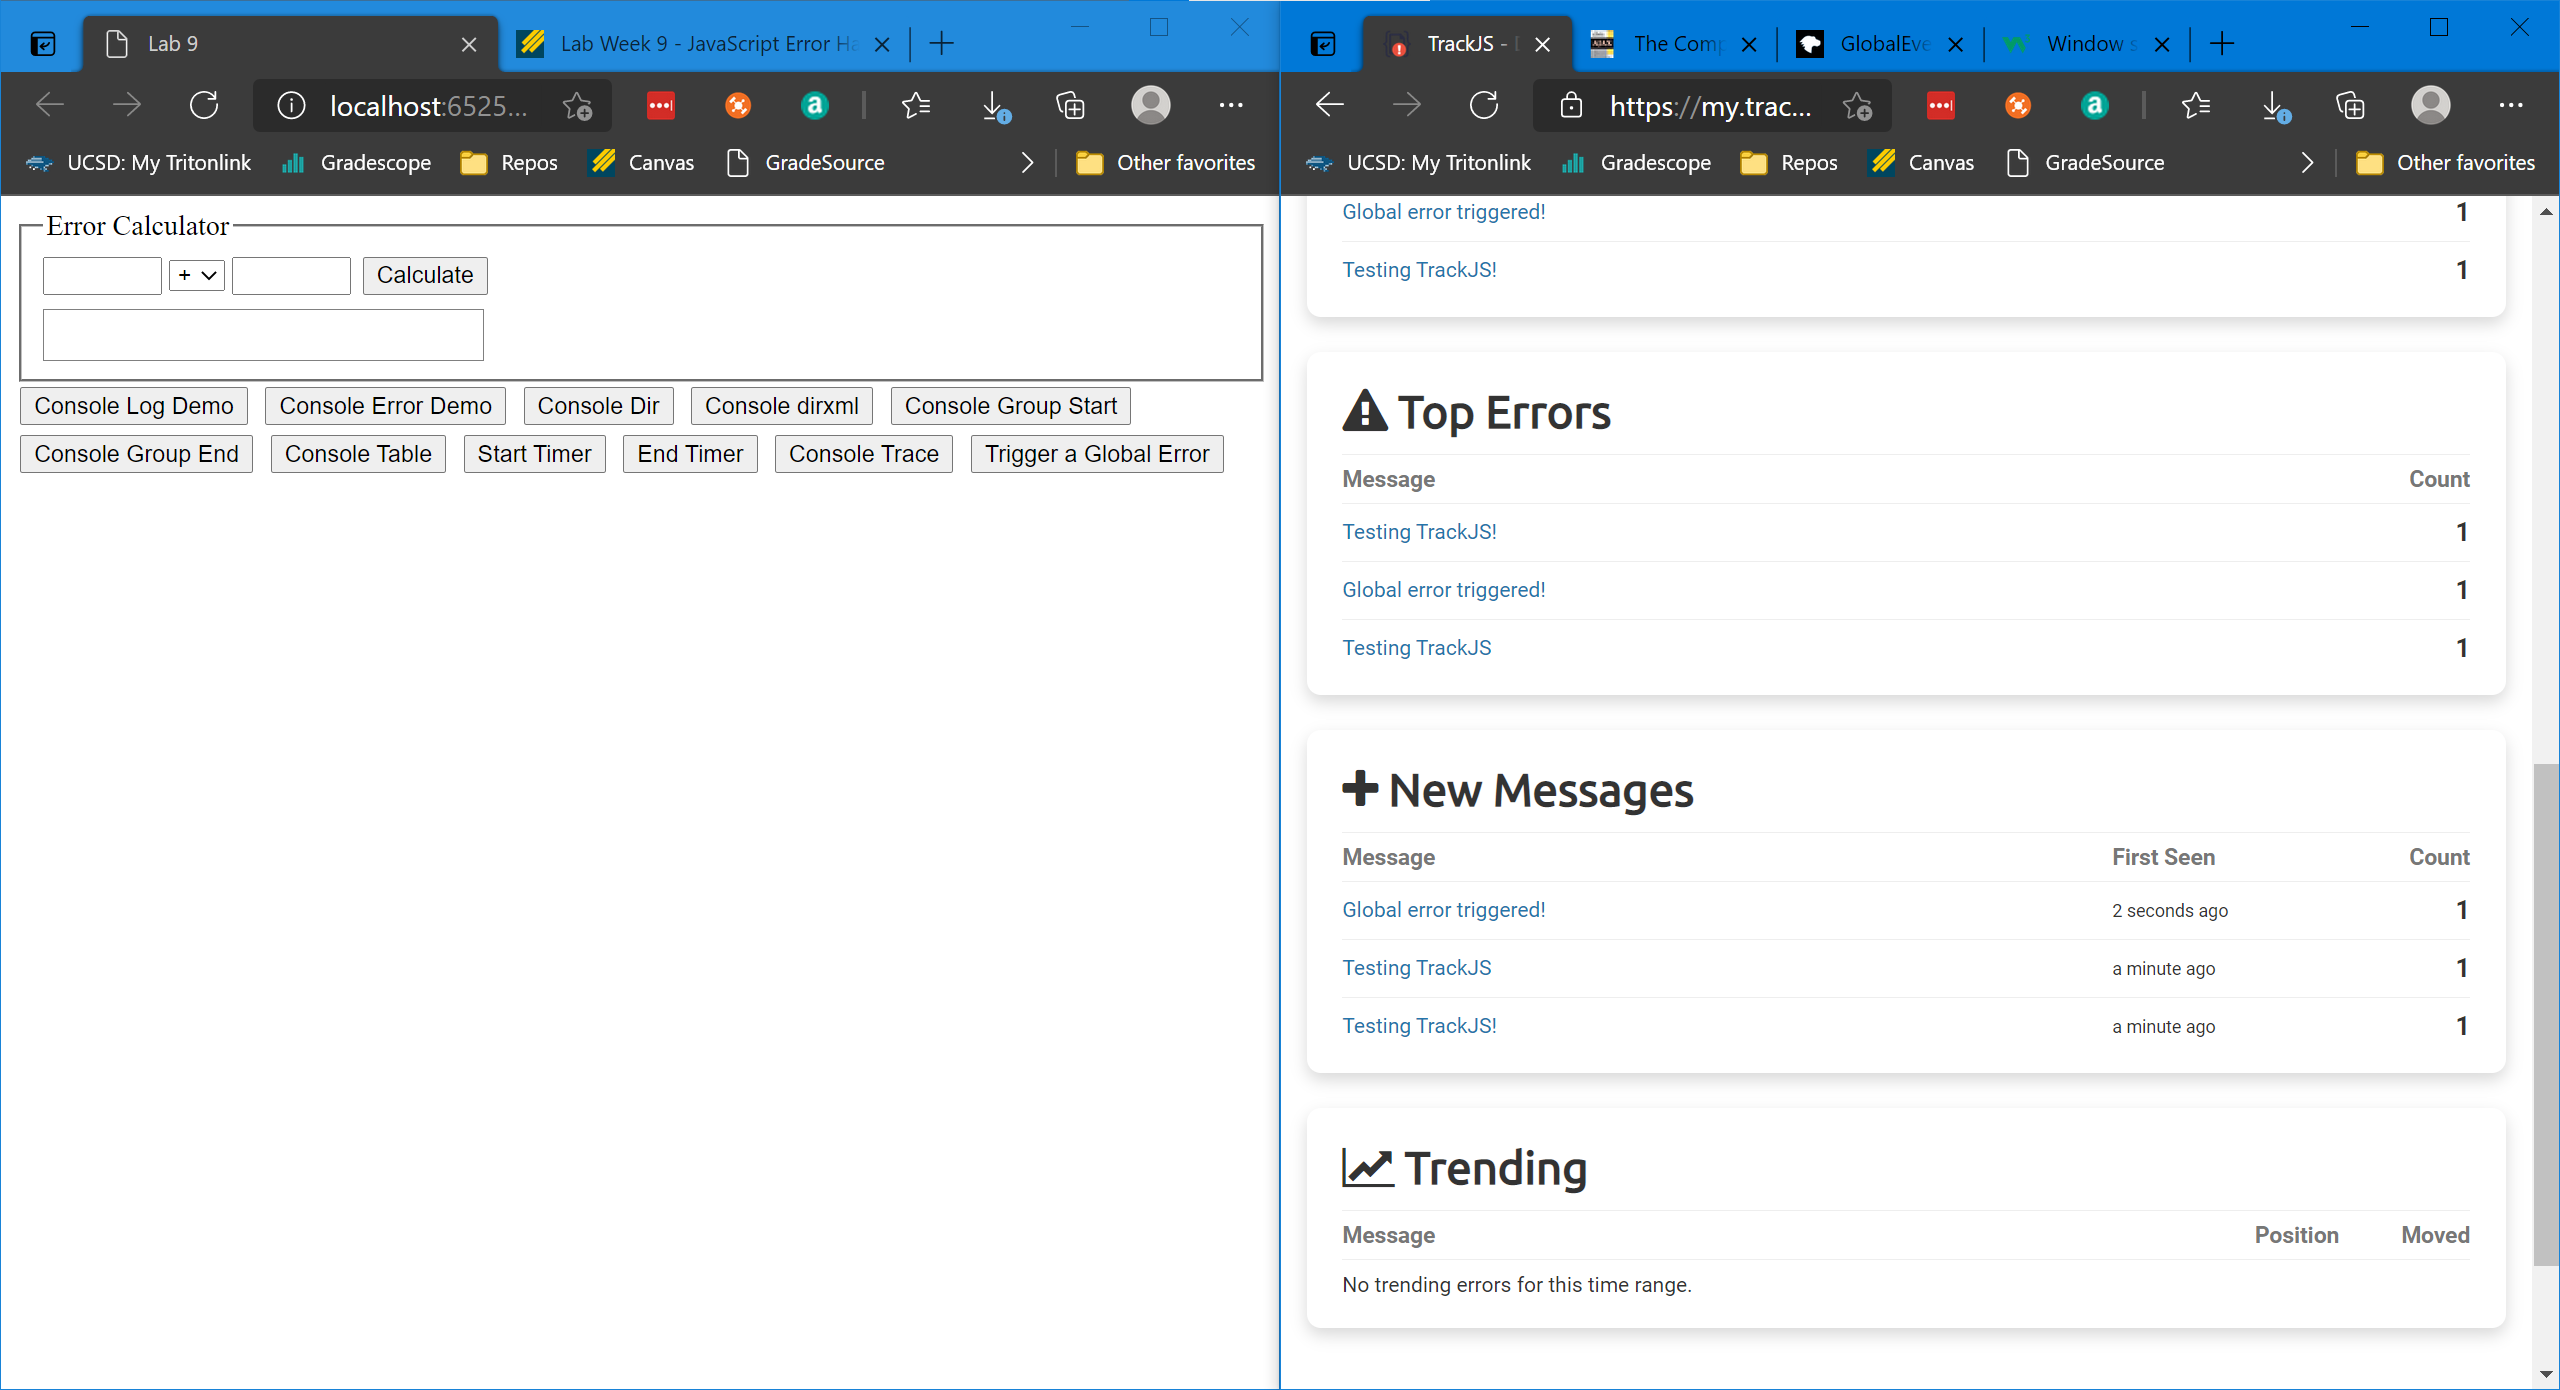 Lab 9
Lab Week 9 - JavaScript Error Ha
localhost:6525...
UCSD: My Tritonlink
Gradescope
Repos
Canvas
GradeSource
Other favorites
Error Calculator
+
Calculate
Console Log Demo
Console Error Demo
Console Dir
Console dirxml
Console Group Start
Console Group End
Console Table
Start Timer
End Timer
Console Trace
Trigger a Global Error
TrackJS -
The Comp
GlobalEve
Window s
https://my.trac...
UCSD: My Tritonlink
Gradescope
Repos
Canvas
GradeSource
Other favorites
Global error triggered! 1
Testing TrackJS! 1
Top Errors
Message Count
Testing TrackJS! 1
Global error triggered! 1
Testing TrackJS 1
New Messages
Message First Seen Count
Global error triggered! 2 seconds ago 1
Testing TrackJS a minute ago 1
Testing TrackJS! a minute ago 1
Trending
Message Position Moved
No trending errors for this time range.